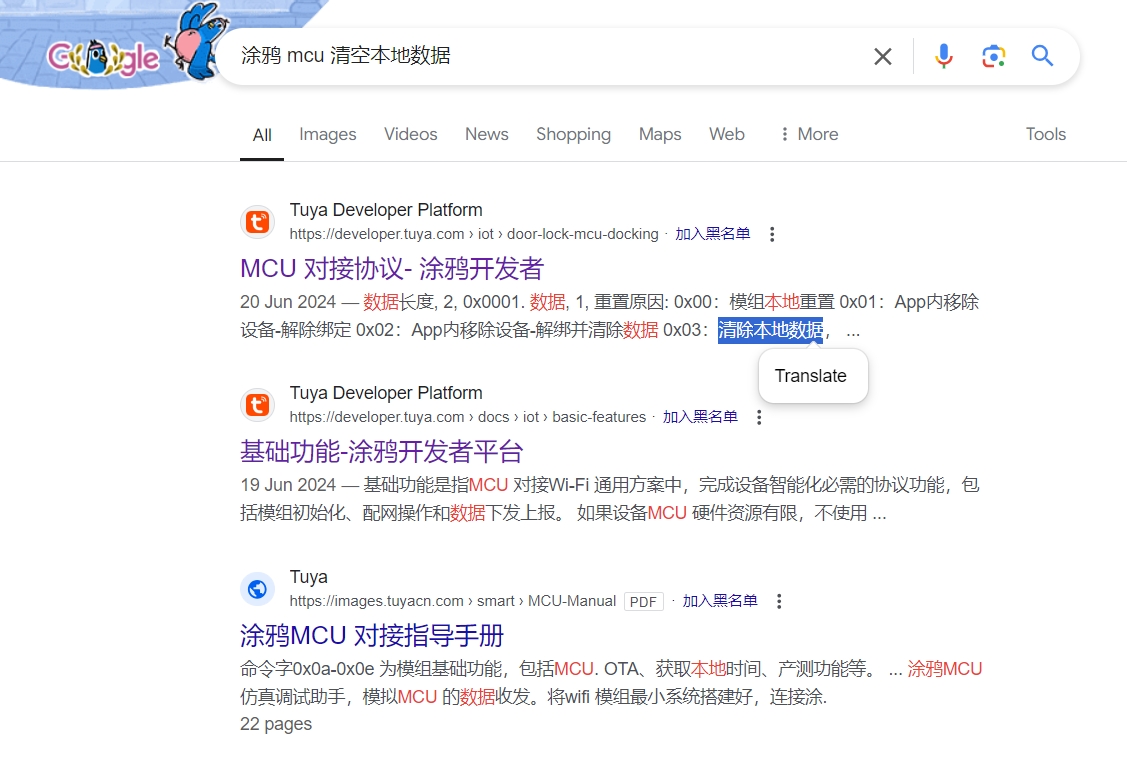 Google
涂鸦 mcu 清空本地数据
All Images Videos News Shopping Maps Web More Tools
Tuya Developer Platform
https://developer.tuya.com › iot › door-lock-mcu-docking · 加入黑名单
MCU 对接协议- 涂鸦开发者
20 Jun 2024 — 数据长度, 2, 0x0001. 数据, 1, 重置原因: 0x00：模组本地重置 0x01：App内移除
设备-解除绑定 0x02：App内移除设备-解绑并清除数据 0x03：清除本地数据， ...
Translate
Tuya Developer Platform
https://developer.tuya.com › docs › iot › basic-features · 加入黑名单
基础功能-涂鸦开发者平台
19 Jun 2024 — 基础功能是指MCU 对接Wi-Fi 通用方案中，完成设备智能化必需的协议功能，包
括模组初始化、配网操作和数据下发上报。 如果设备MCU 硬件资源有限，不使用 ...
Tuya
https://images.tuyacn.com › smart › MCU-Manual PDF · 加入黑名单
涂鸦MCU 对接指导手册
命令字0x0a-0x0e 为模组基础功能，包括MCU. OTA、获取本地时间、产测功能等。 ... 涂鸦MCU
仿真调试助手，模拟MCU 的数据收发。将wifi 模组最小系统搭建好，连接涂.
22 pages